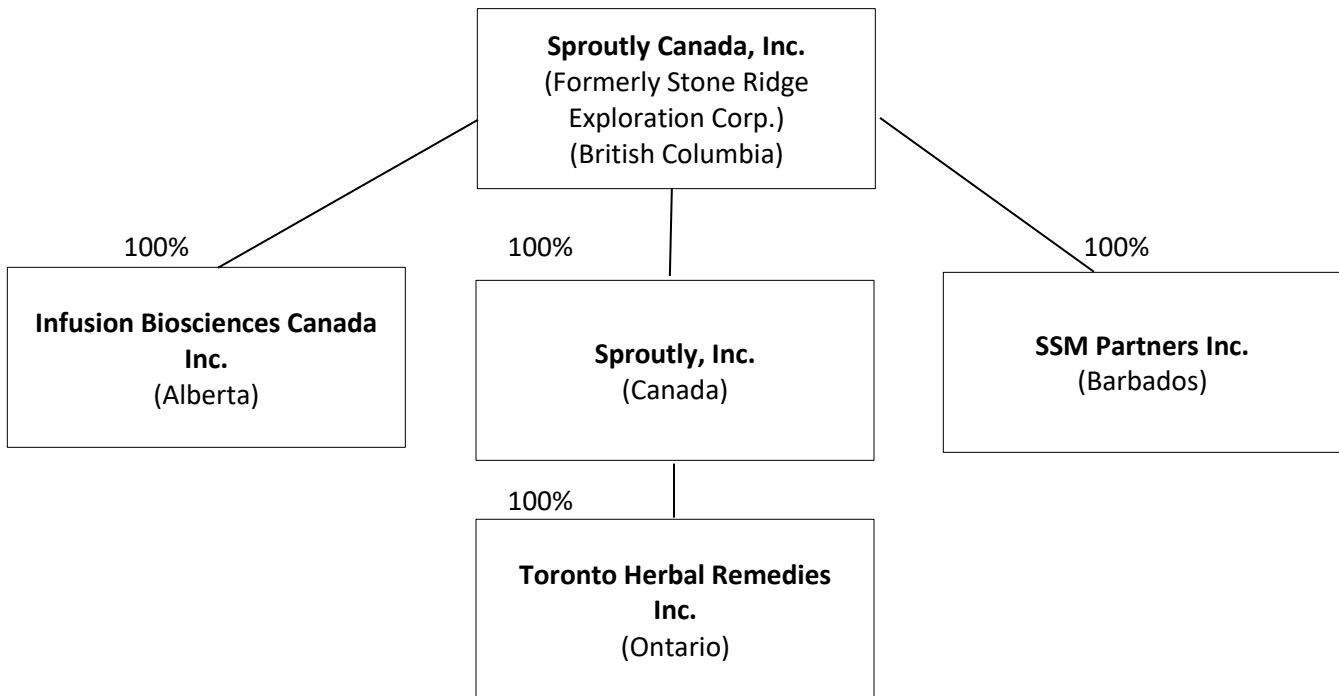 Sproutly Canada, Inc.
(Formerly Stone Ridge
Exploration Corp.)
(British Columbia)
100%
100%
100%
Infusion Biosciences Canada
Inc.
(Alberta)
Sproutly, Inc.
(Canada)
SSM Partners Inc.
(Barbados)
100%
Toronto Herbal Remedies
Inc.
(Ontario)